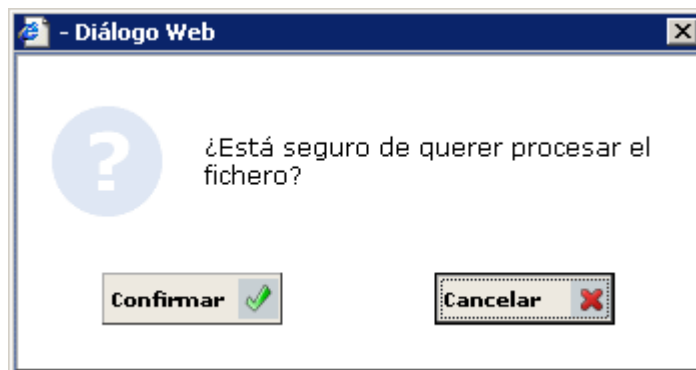 - Diálogo Web
¿Está seguro de querer procesar el
fichero?
Confirmar
Cancelar